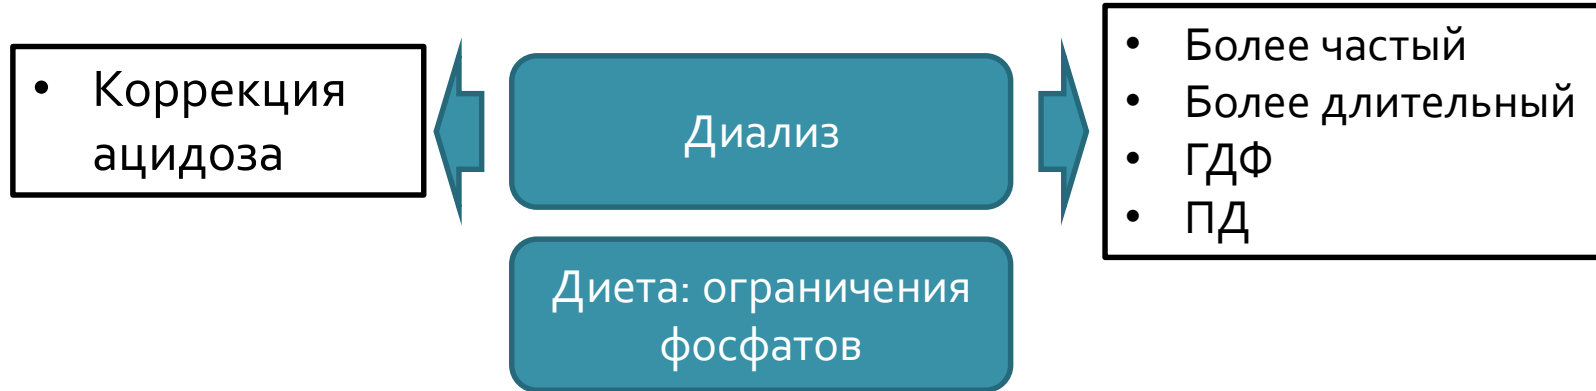 • Коррекция
ацидоза
Диализ
• Более частый
• Более длительный
• ГДФ
• ПД
Диета: ограничения
фосфатов